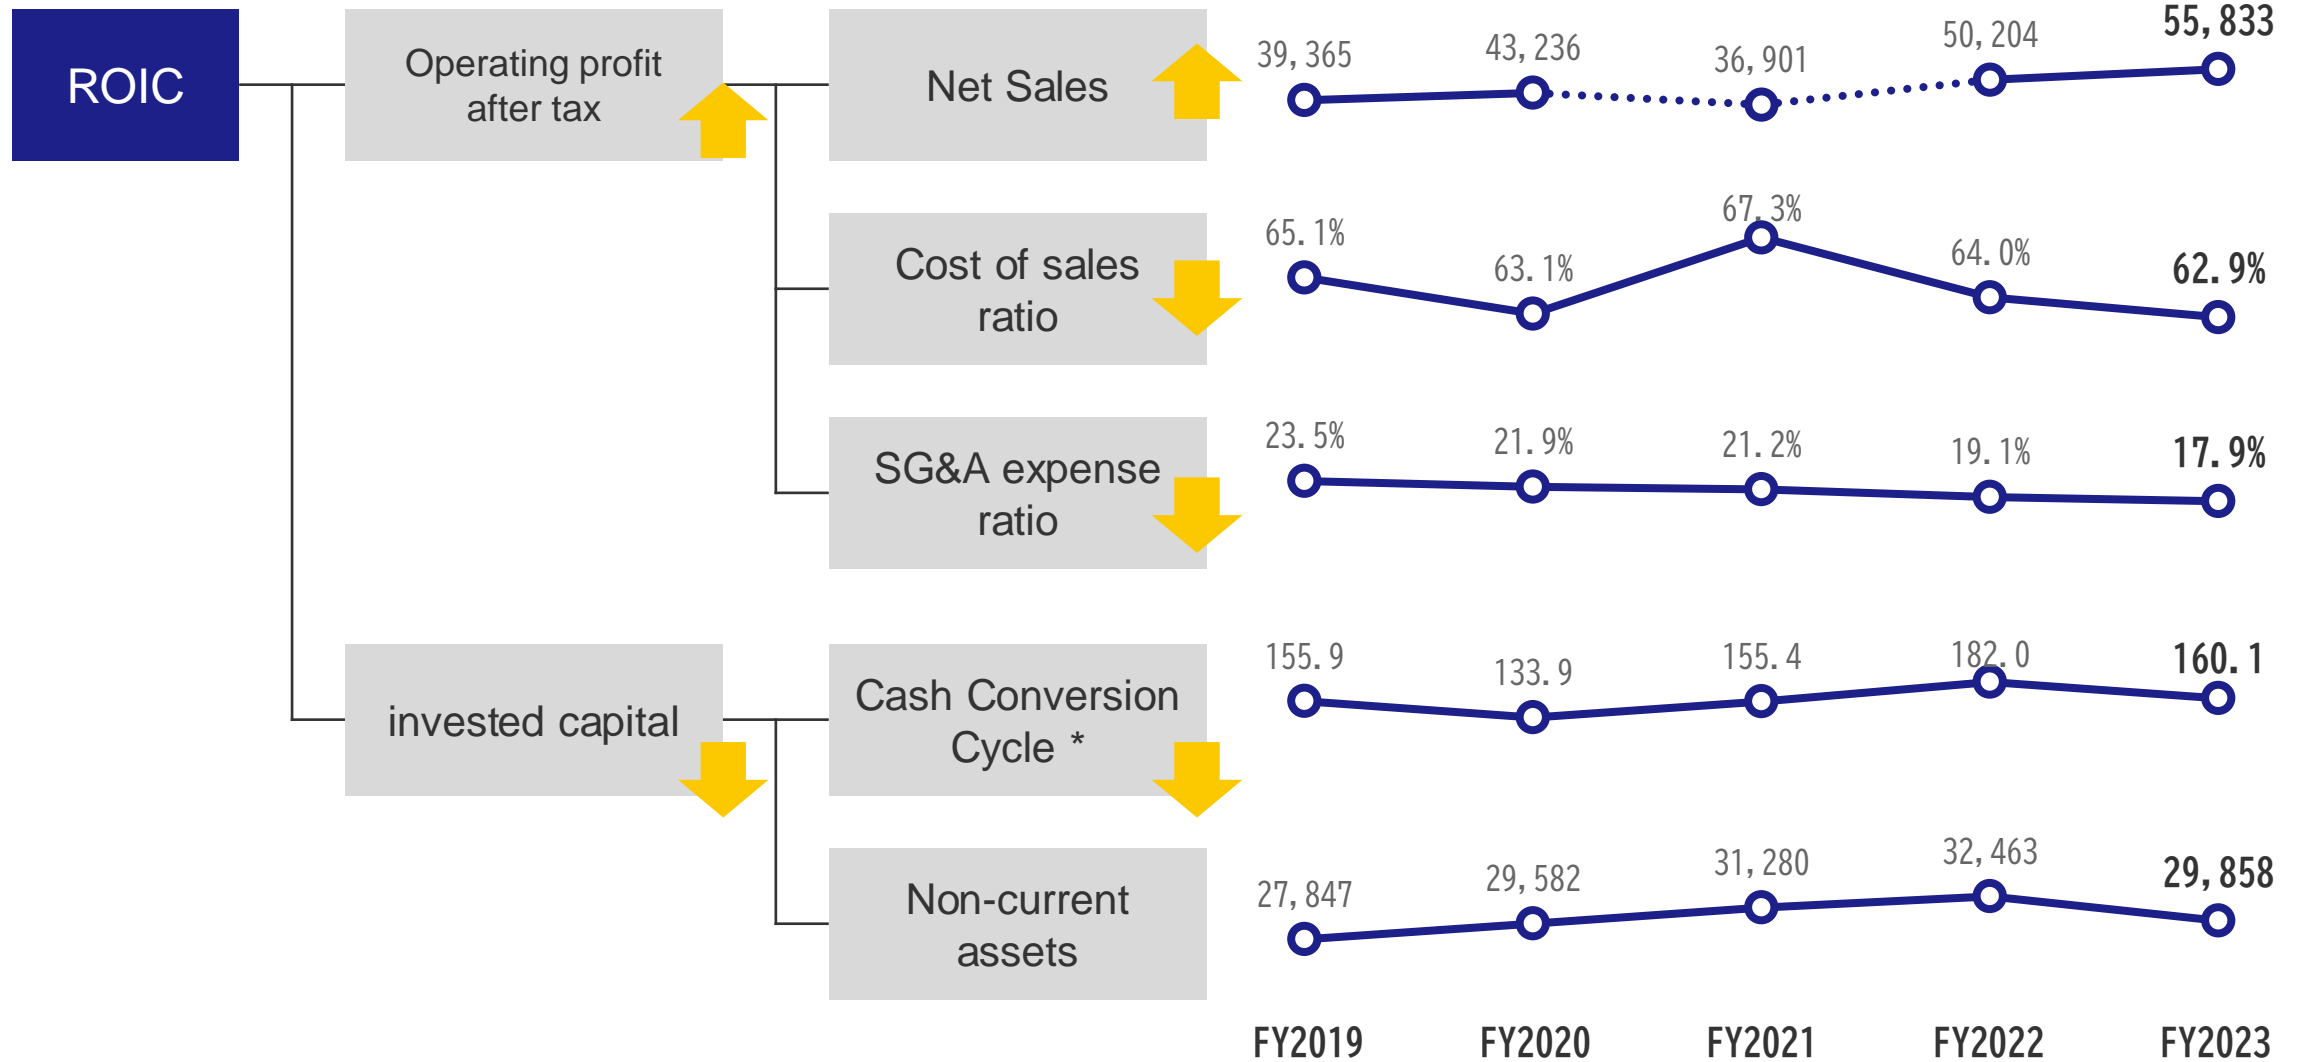 ROIC
Operating profit
after tax
Net Sales
39,365
43,236
36,901
50,204
55,833
Cost of sales
ratio
65.1%
63.1%
67.3%
64.0%
62.9%
SG&A expense
ratio
23.5%
21.9%
21.2%
19.1%
17.9%
invested capital
Cash Conversion
Cycle *
155.9
133.9
155.4
182.0
160.1
Non-current
assets
27,847
29,582
31,280
32,463
29,858
FY2019
FY2020
FY2021
FY2022
FY2023